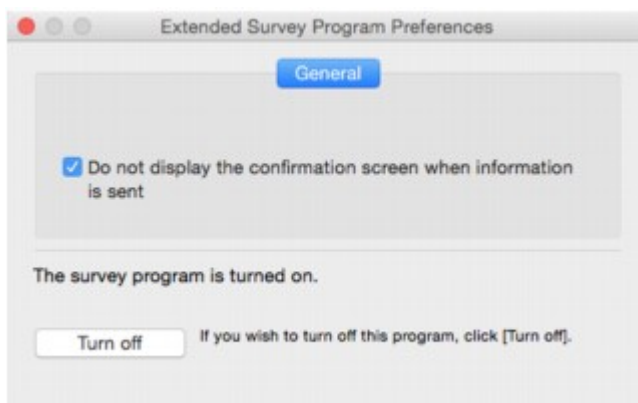 Extended Survey Program Preferences
General
Do not display the confirmation screen when information
is sent
The survey program is turned on.
Turn off
If you wish to turn off this program, click [Turn off].